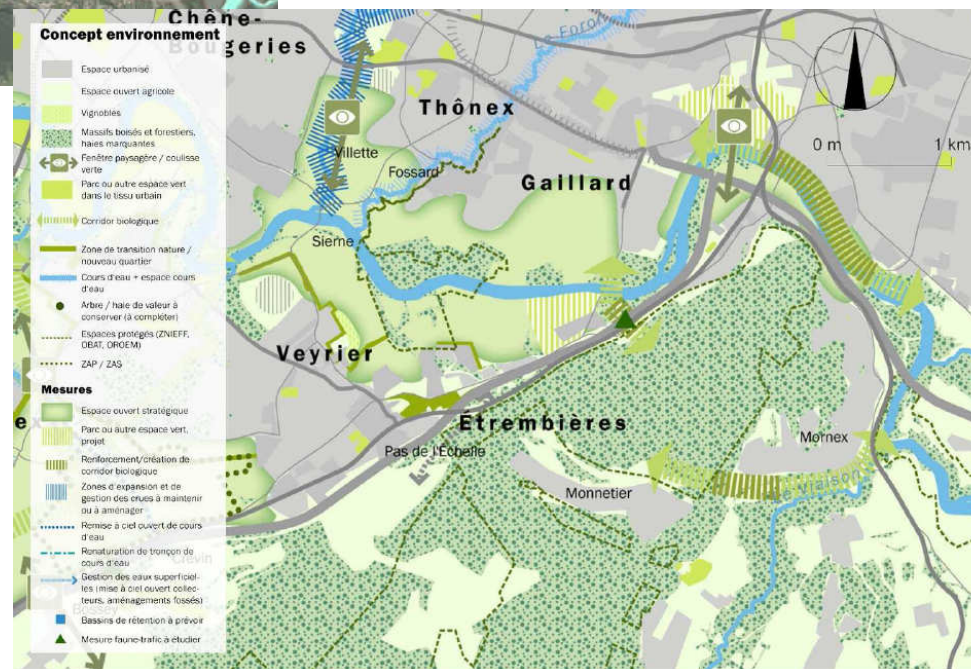 Concept environnement
Espace urbanisé
Espace ouvert agricole
Vignobles
Massifs boisés et forestiers,
haies marquantes
Fenêtre paysagère / coulisse
verte
Parc ou autre espace vert
dans le tissu urbain
Corridor biologique
Zone de transition nature /
nouveau quartier
Cours d'eau + espace cours
d'eau
Arbre / haie de valeur à
conserver (à compléter)
Espaces protégés (ZNIEFF,
OBAT, OROEM)
ZAP / ZAS
Mesures
Espace ouvert stratégique
Parc ou autre espace vert,
projet
Renforcement/création de
corridor biologique
Zones d'expansion et de
gestion des crues à maintenir
ou à aménager
Remise à ciel ouvert de cours
d'eau
Renaturation de tronçon de
cours d'eau
Gestion des eaux superficiel-
les (mise à ciel ouvert collec-
teurs, aménagements fossés)
Bassins de rétention à prévoir
Mesure faune-trafic à étudier
Chêne-
Bougeries
Le Foron
Thônex
Villette
Fossard
Gaillard
0 m 1 km
Sierne
Veyrier
Étrembières
Pas de l'Échelle
Mornex
Monnetier
Le Viaison
Crevin
Bossey